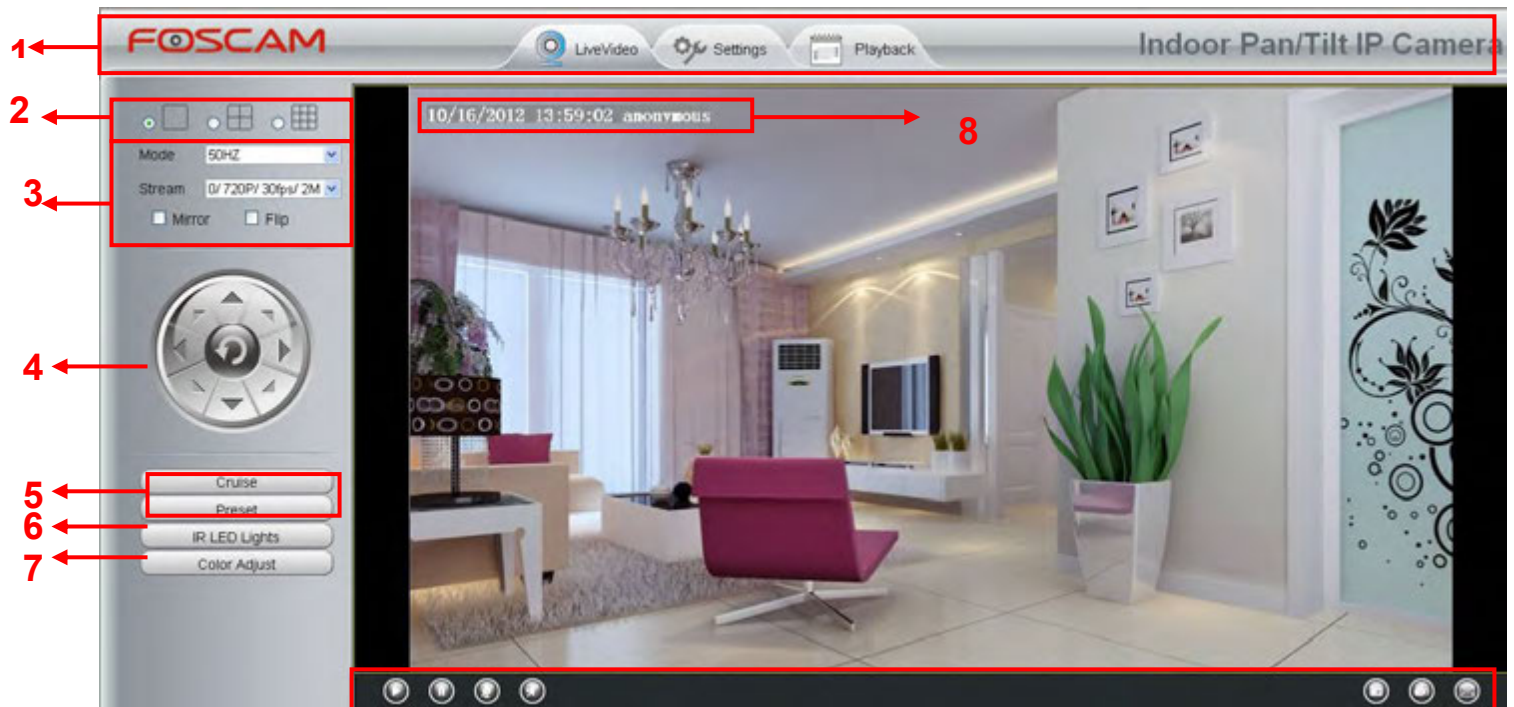 1
FOSCAM
LiveVideo
Settings
Playback
Indoor Pan/Tilt IP Camera
2
10/16/2012 13:59:02 anonymous
8
3
Mode
50HZ
Stream
0/ 720P/ 30fps/ 2M
Mirror
Flip
4
5
Cruise
Preset
6
IR LED Lights
7
Color Adjust